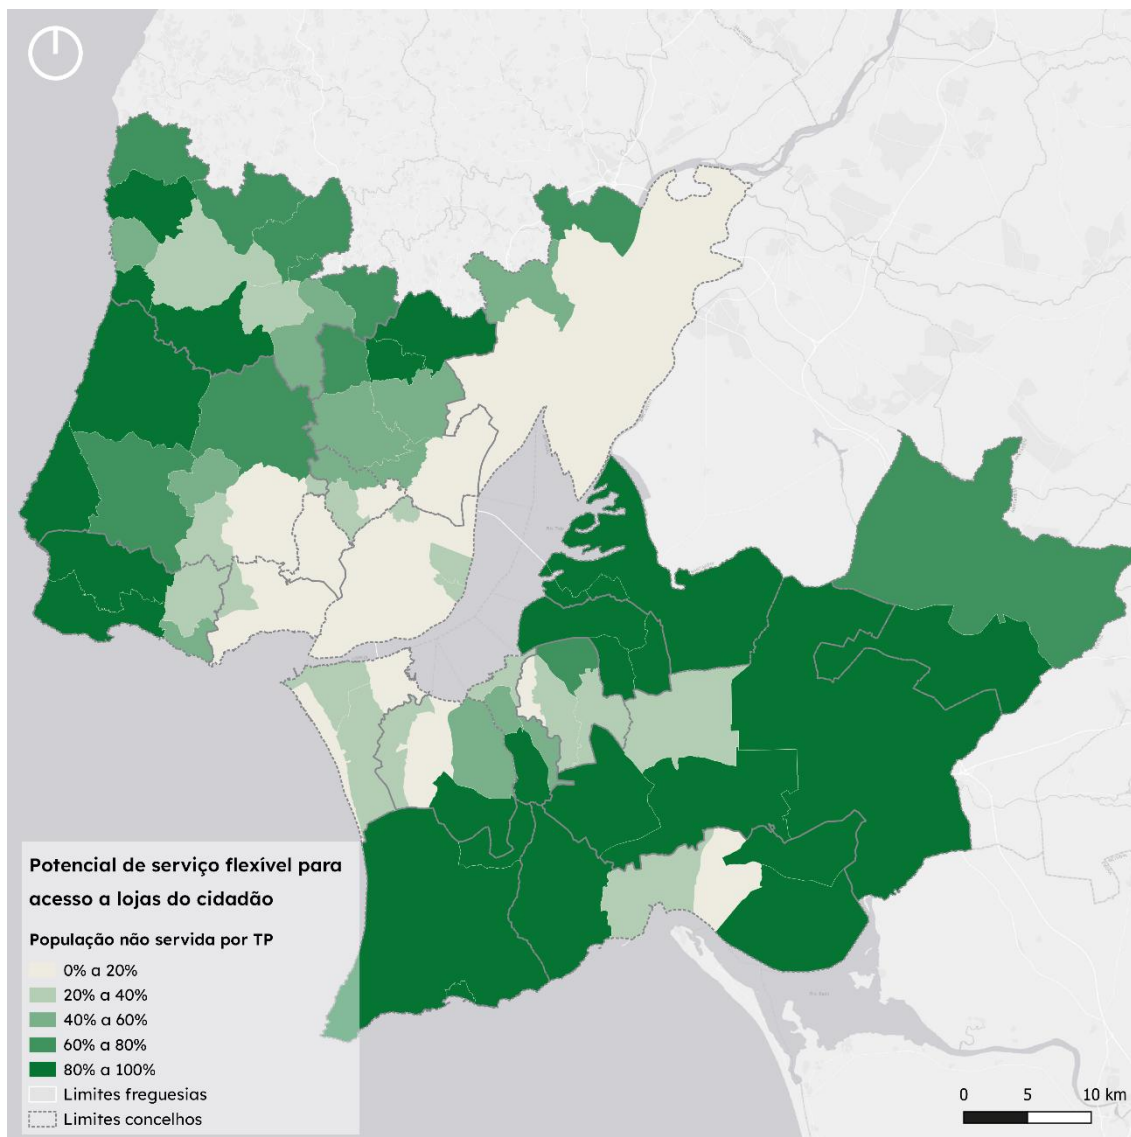 Potencial de serviço flexível para
acesso a lojas do cidadão
População não servida por TP
0% a 20%
20% a 40%
40% a 60%
60% a 80%
80% a 100%
Limites freguesias
Limites concelhos
0 5 10 km